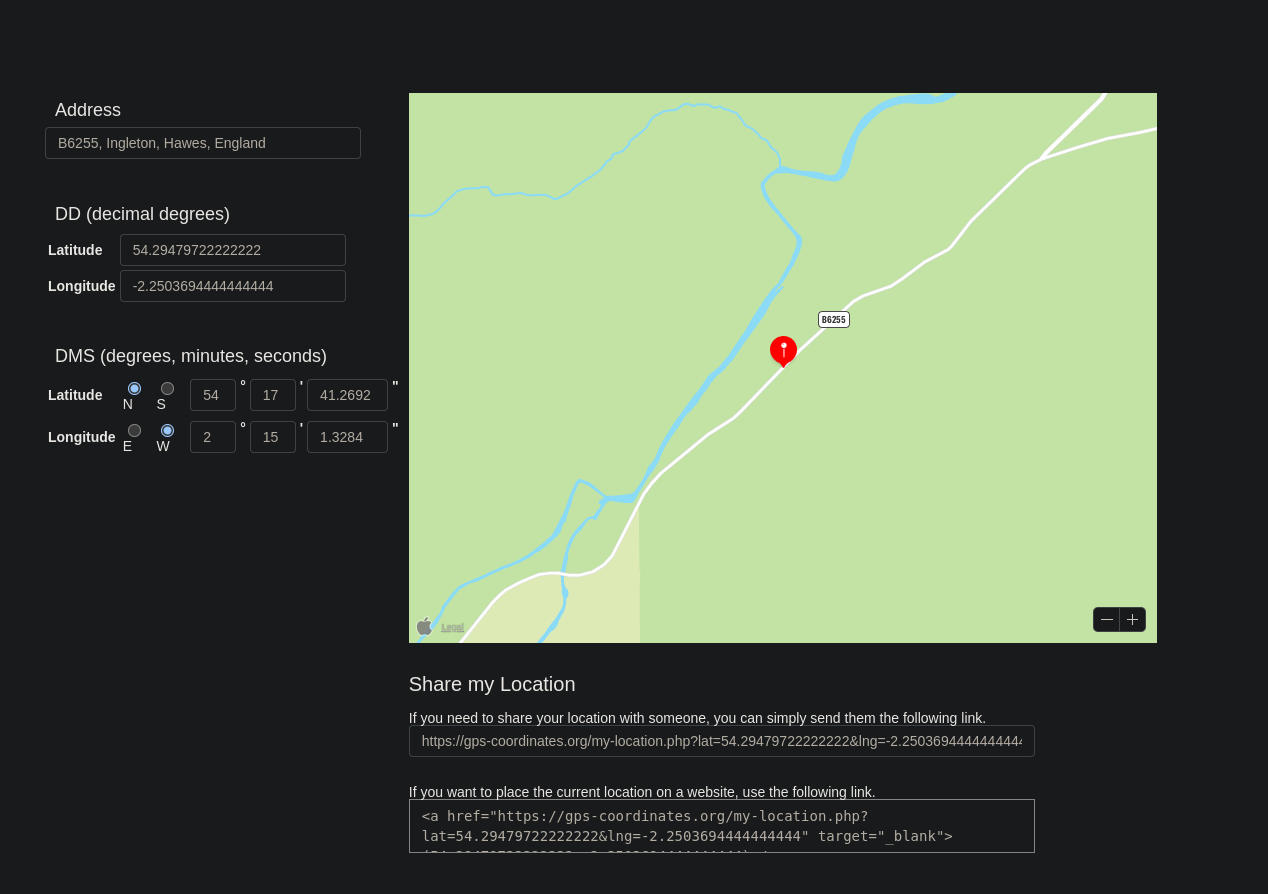 Address
B6255, Ingleton, Hawes, England
DD (decimal degrees)
Latitude 54.29479722222222
Longitude -2.2503694444444444
DMS (degrees, minutes, seconds)
Latitude N S 54 ° 17 ' 41.2692 "
Longitude E W 2 ° 15 ' 1.3284 "
B6255
Legal
Share my Location
If you need to share your location with someone, you can simply send them the following link.
https://gps-coordinates.org/my-location.php?lat=54.29479722222222&lng=-2.250369444444444
If you want to place the current location on a website, use the following link.
<a href="https://gps-coordinates.org/my-location.php?
lat=54.29479722222222&lng=-2.2503694444444444" target="_blank">